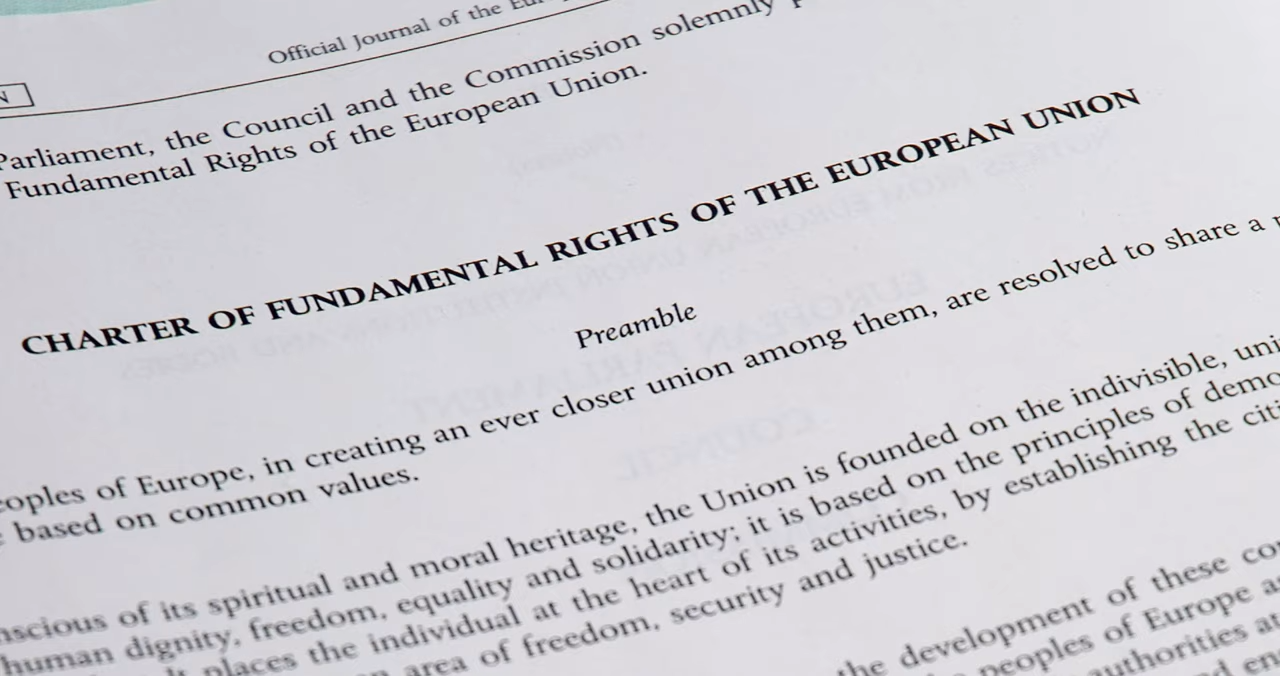 Official Journal of the
N
Parliament, the Council and the Commission solemnly
Fundamental Rights of the European Union.
CHARTER OF FUNDAMENTAL RIGHTS OF THE EUROPEAN UNION
Preamble
eoples of Europe, in creating an ever closer union among them, are resolved to share a
based on common values.
nscious of its spiritual and moral heritage, the Union is founded on the indivisible, uni
human dignity, freedom, equality and solidarity; it is based on the principles of demo
It places the individual at the heart of its activities, by establishing the citi
area of freedom, security and justice.
the development of these co
peoples of Europe a
authorities a